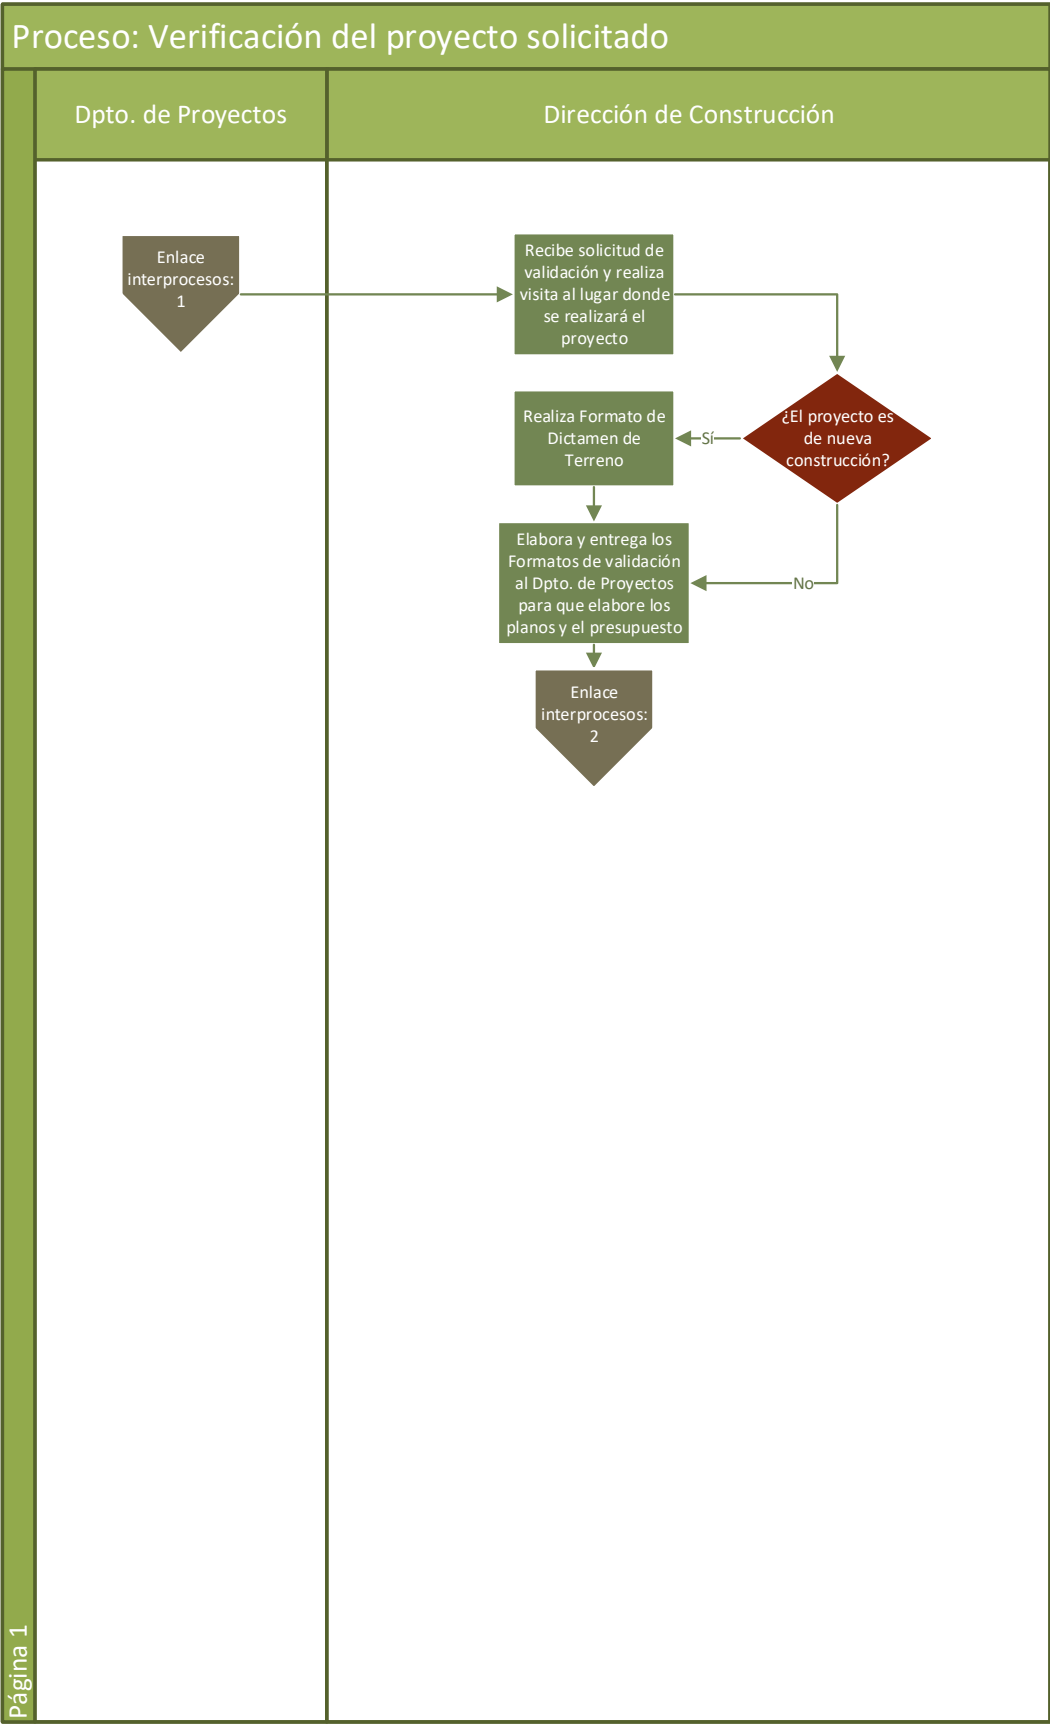 Proceso: Verificación del proyecto solicitado
Dpto. de Proyectos
Dirección de Construcción
Enlace
interprocesos:
1
Recibe solicitud de
validación y realiza
visita al lugar donde
se realizará el
proyecto
¿El proyecto es
de nueva
construcción?
Sí
Realiza Formato de
Dictamen de
Terreno
No
Elabora y entrega los
Formatos de validación
al Dpto. de Proyectos
para que elabore los
planos y el presupuesto
Enlace
interprocesos:
2
Página 1